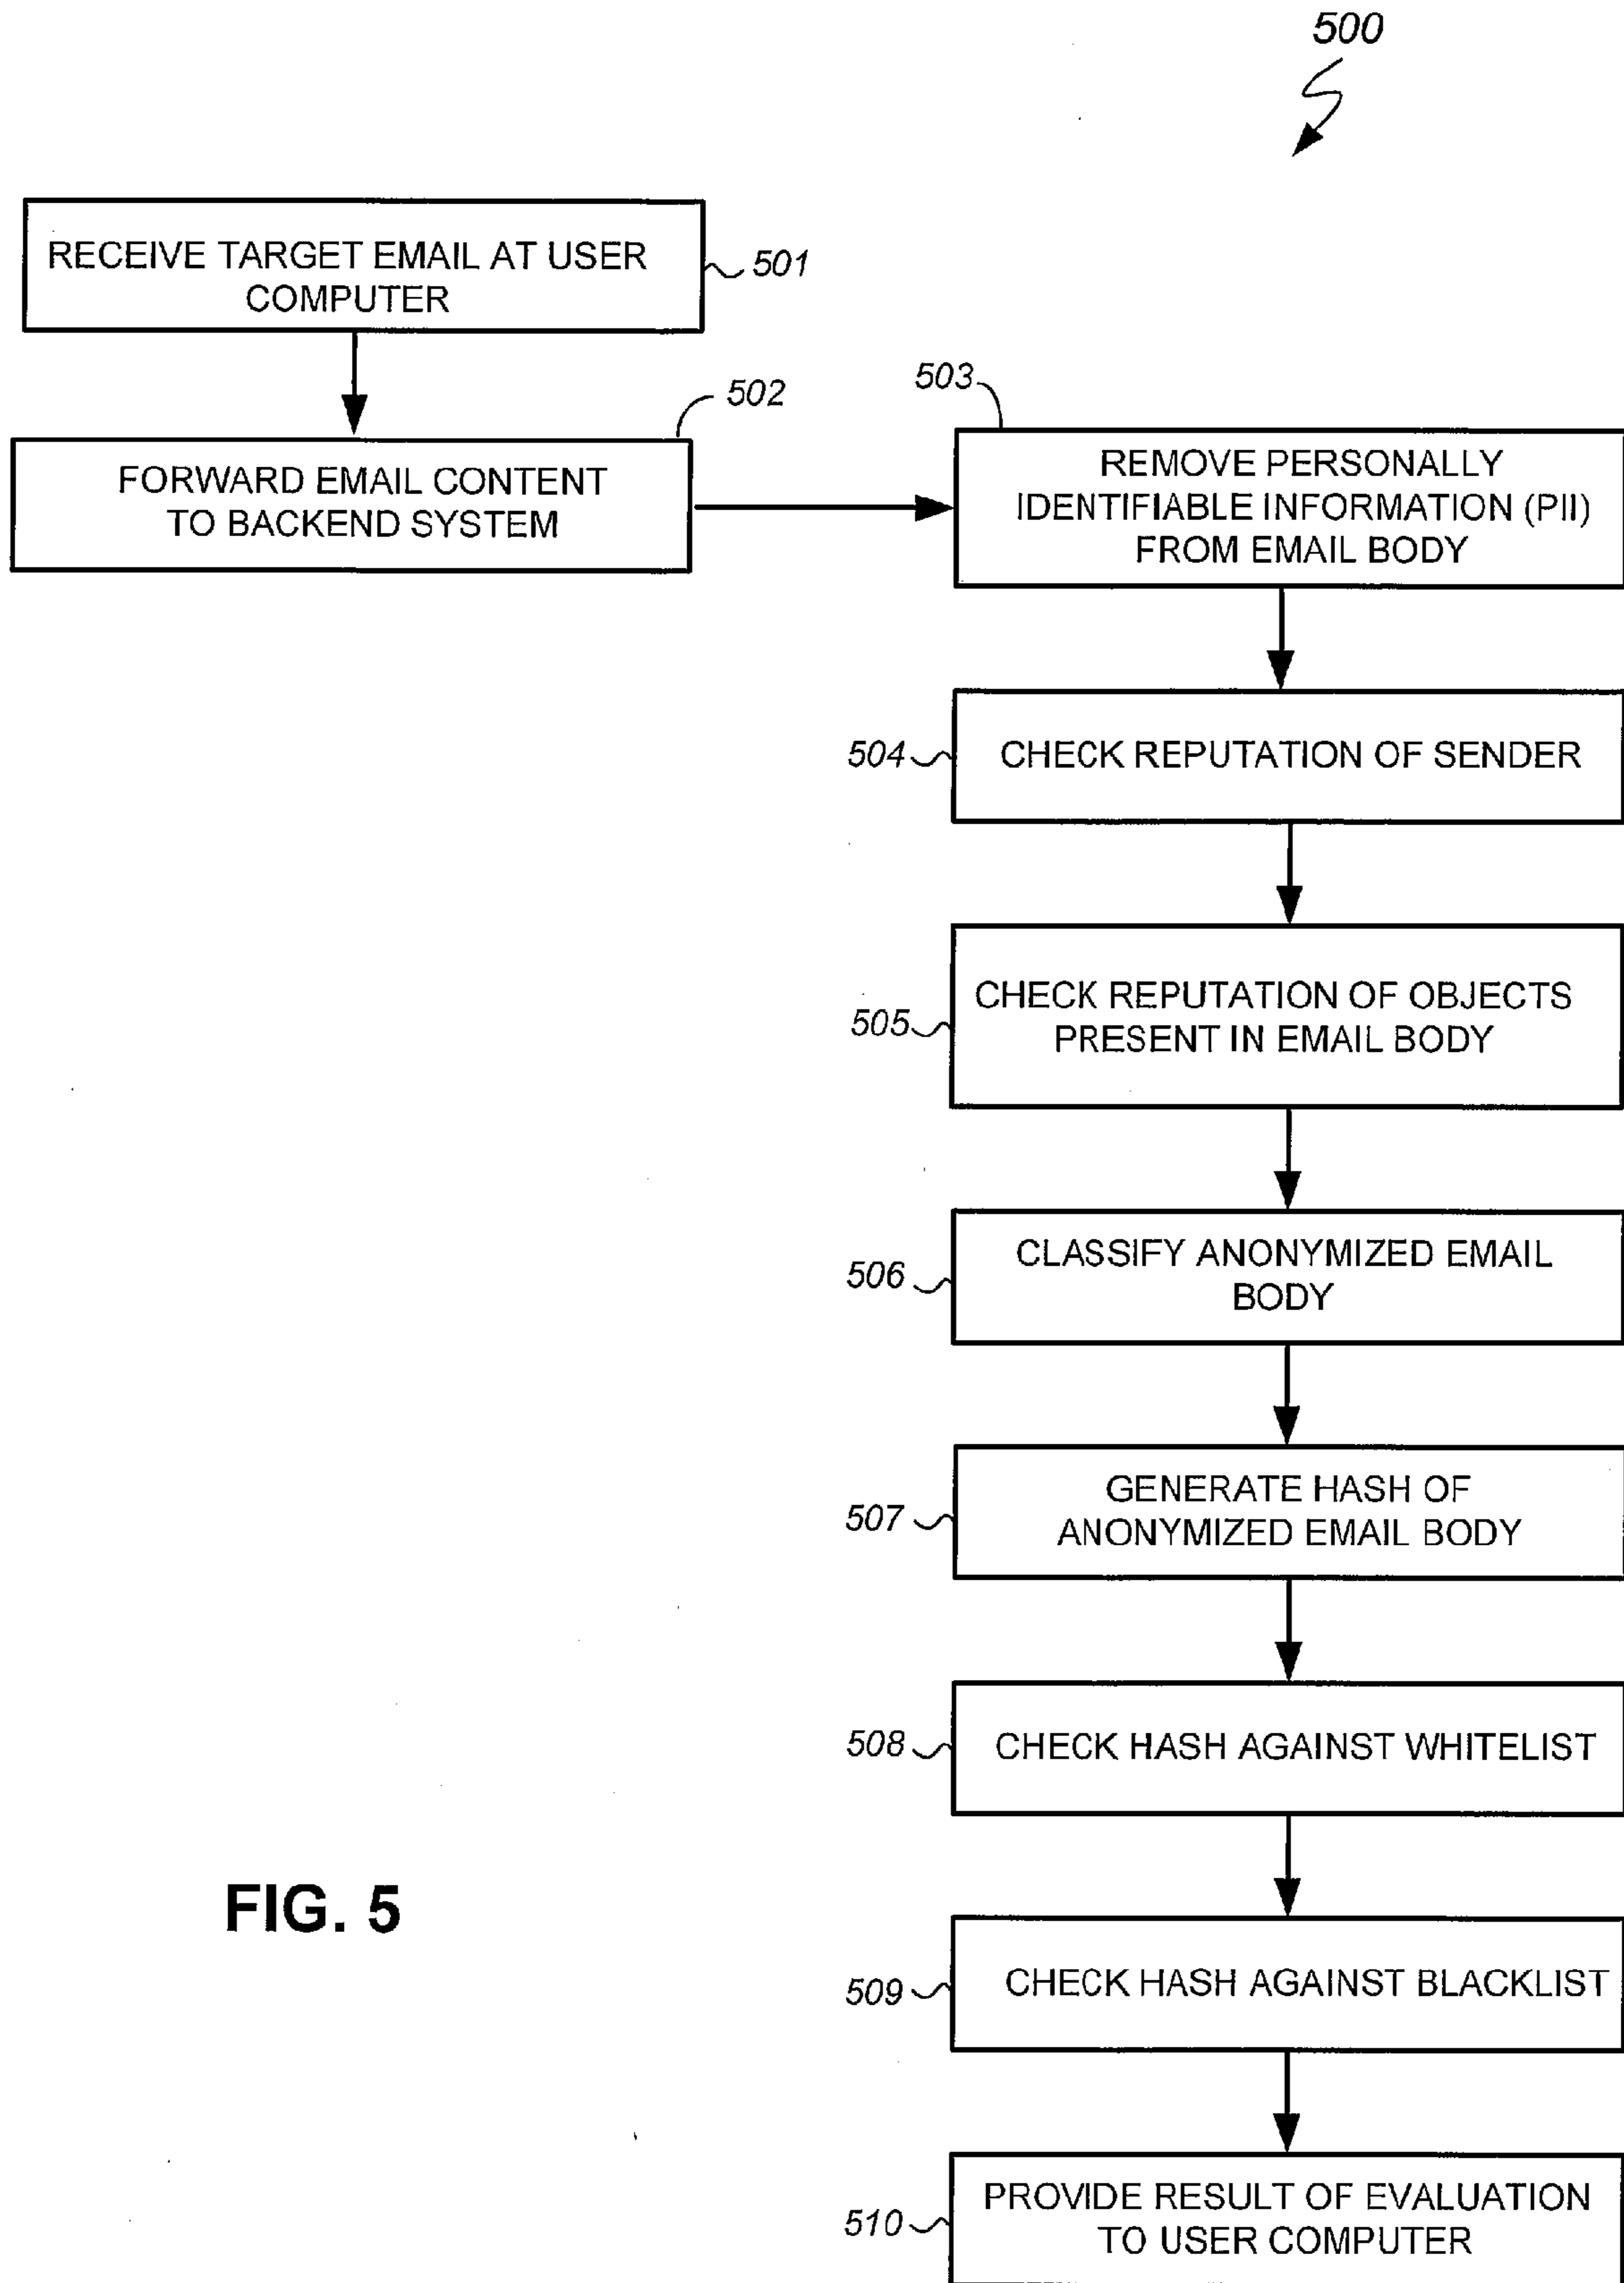 500
RECEIVE TARGET EMAIL AT USER
COMPUTER
501
502
FORWARD EMAIL CONTENT
TO BACKEND SYSTEM
503
REMOVE PERSONALLY
IDENTIFIABLE INFORMATION (PII)
FROM EMAIL BODY
504
CHECK REPUTATION OF SENDER
505
CHECK REPUTATION OF OBJECTS
PRESENT IN EMAIL BODY
506
CLASSIFY ANONYMIZED EMAIL
BODY
507
GENERATE HASH OF
ANONYMIZED EMAIL BODY
508
CHECK HASH AGAINST WHITELIST
509
CHECK HASH AGAINST BLACKLIST
510
PROVIDE RESULT OF EVALUATION
TO USER COMPUTER
FIG. 5